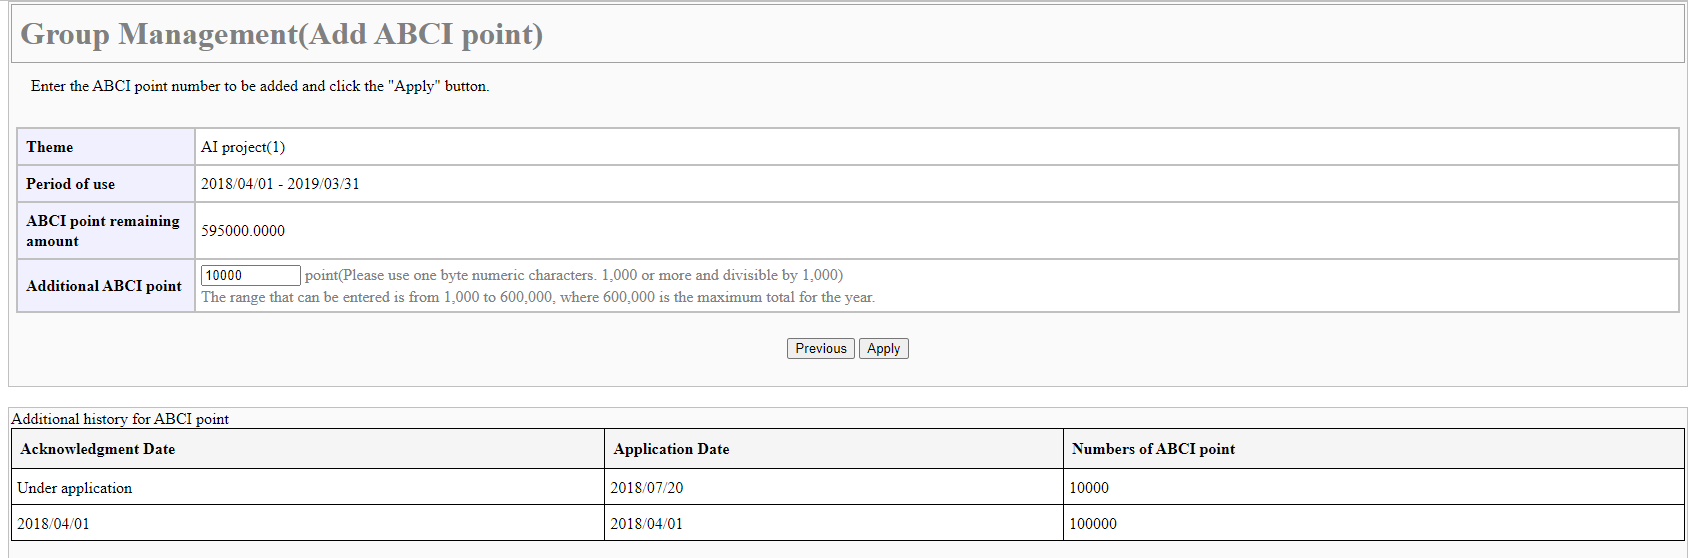 Group Management(Add ABCI point)
Enter the ABCI point number to be added and click the "Apply" button.
Theme AI project(1)
Period of use 2018/04/01 - 2019/03/31
ABCI point remaining
amount 595000.0000
Additional ABCI point 10000 point(Please use one byte numeric characters. 1,000 or more and divisible by 1,000)
The range that can be entered is from 1,000 to 600,000, where 600,000 is the maximum total for the year.
Previous Apply
Additional history for ABCI point
Acknowledgment Date Application Date Numbers of ABCI point
Under application 2018/07/20 10000
2018/04/01 2018/04/01 100000